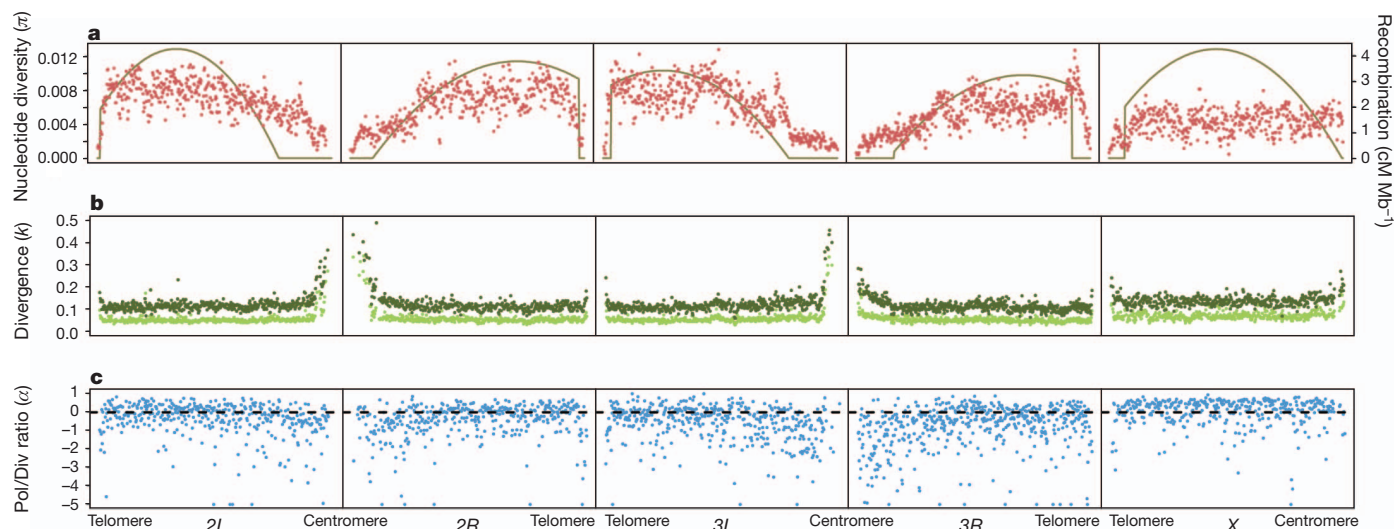 a
Nucleotide diversity (π)
0.012
0.008
0.004
0.000
4
3
2
1
0
Recombination (cM Mb⁻¹)
b
Divergence (k)
0.5
0.4
0.3
0.2
0.1
0.0
c
Pol/Div ratio (α)
1
0
−1
−2
−3
−4
−5
Telomere 2L Centromere 2R Telomere Telomere 3L Centromere 3R Telomere Telomere X Centromere